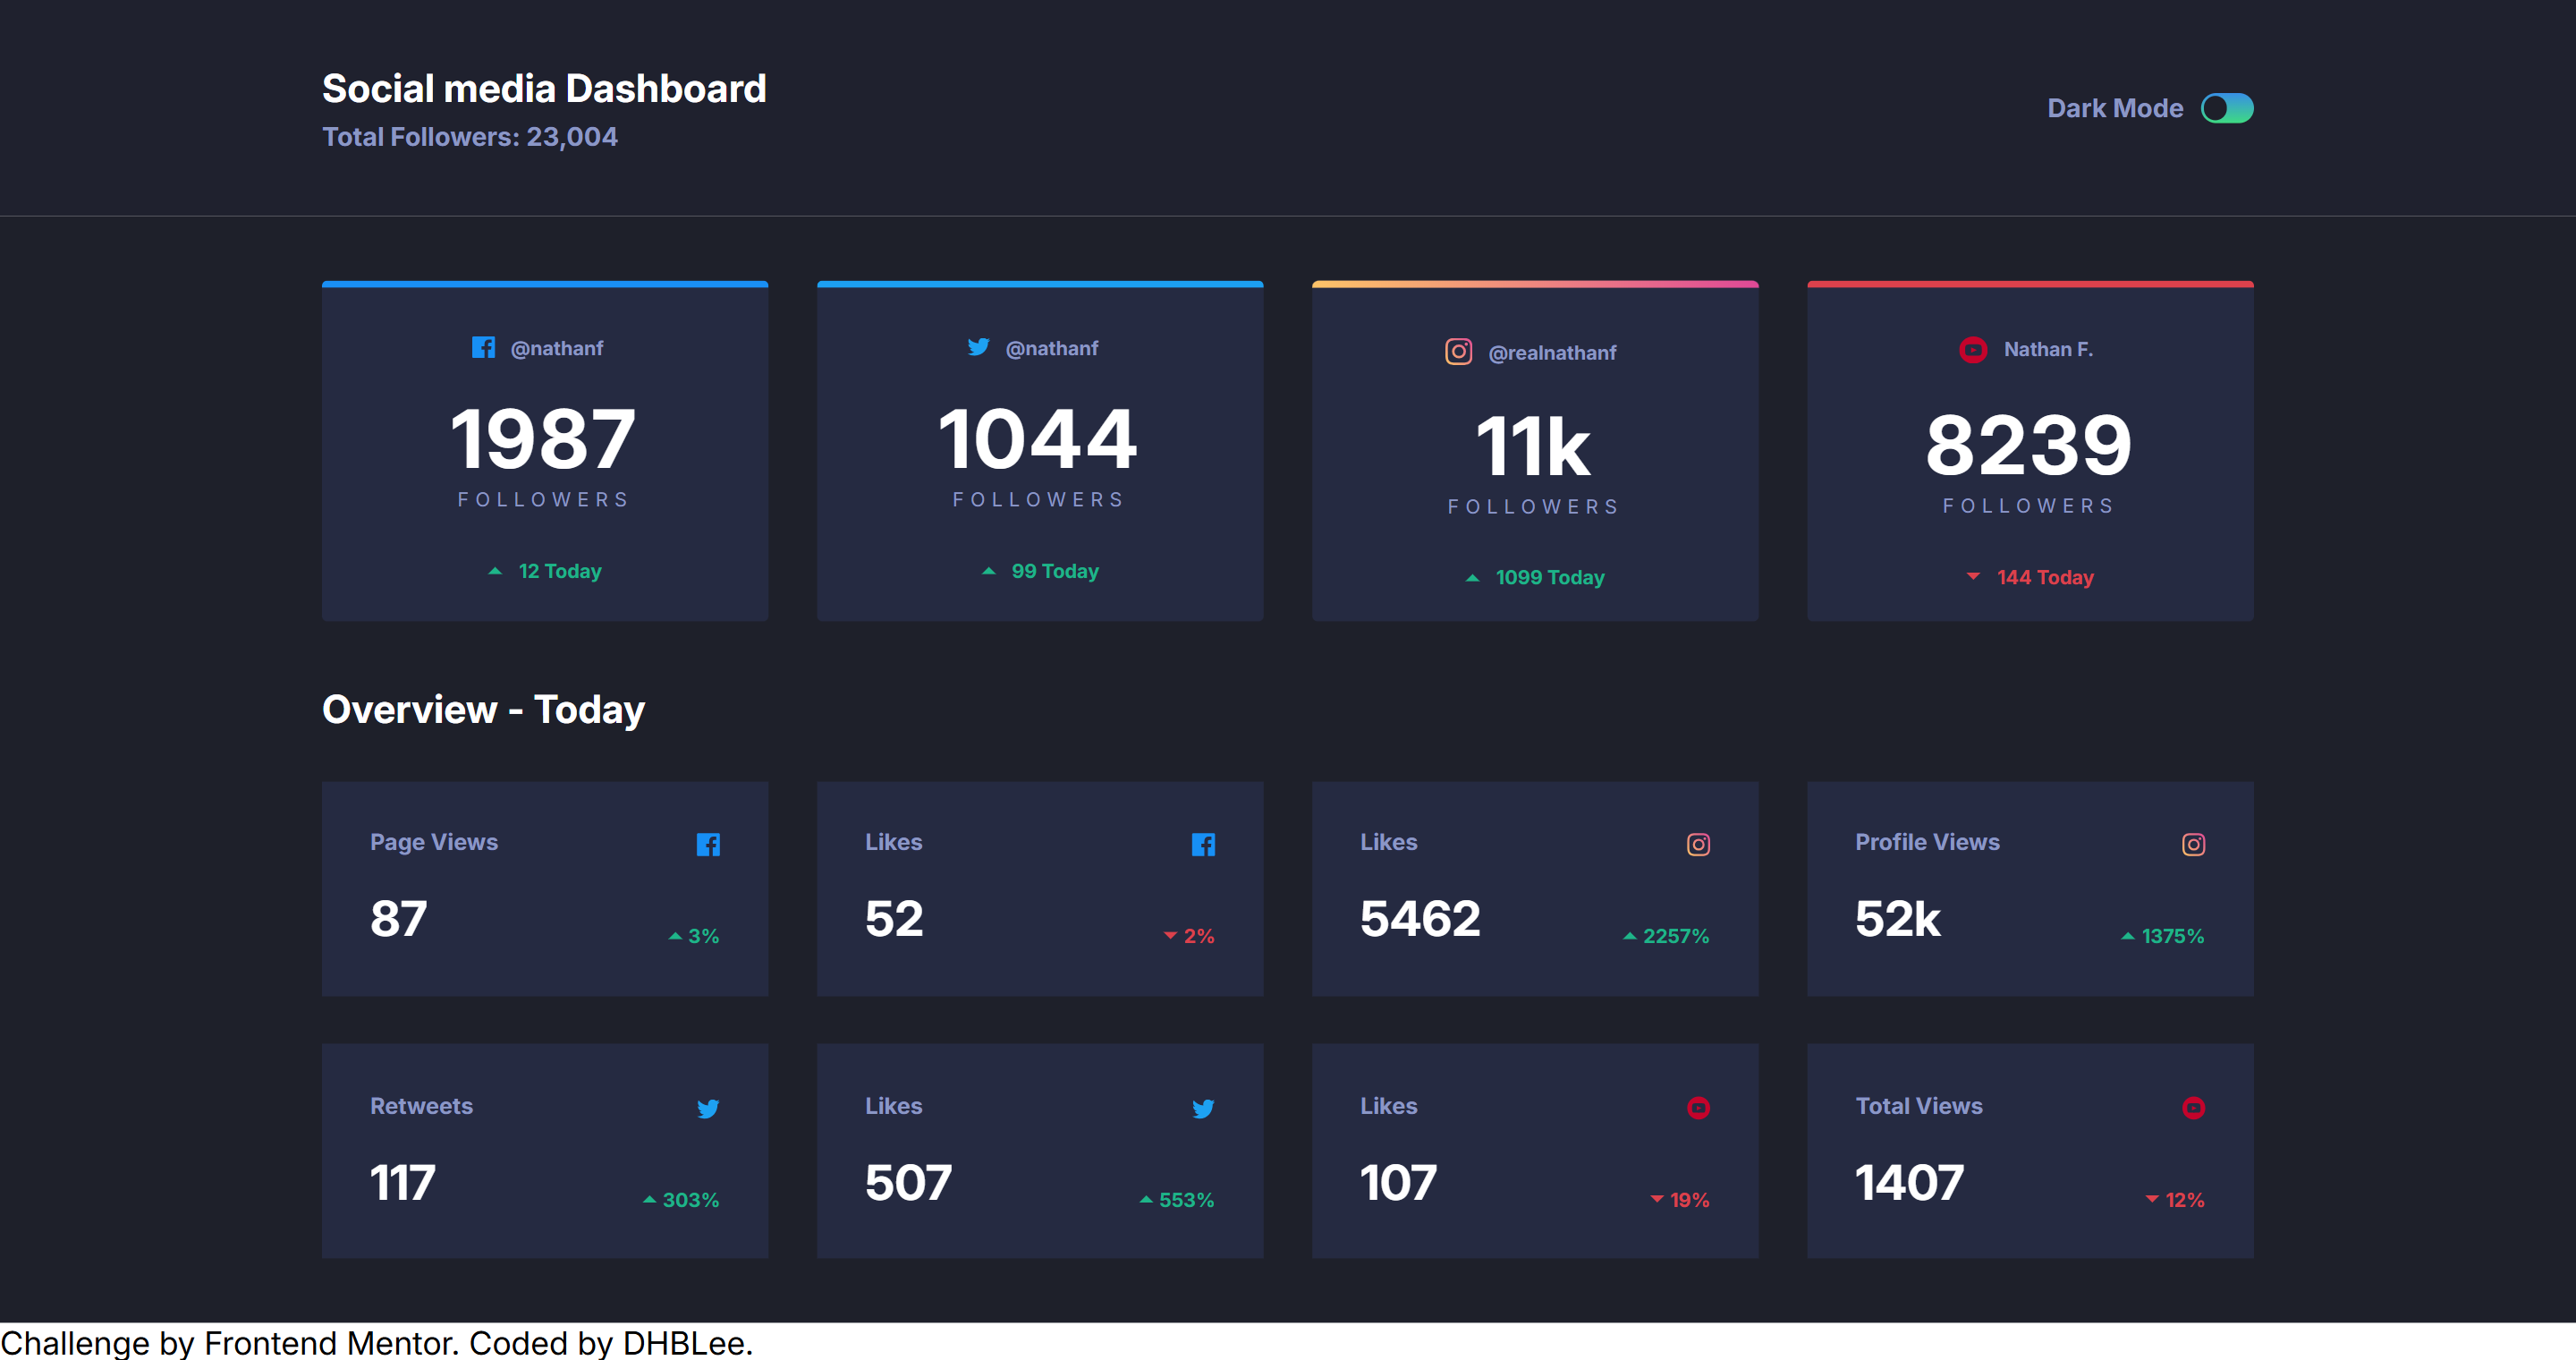 Social media Dashboard
Total Followers: 23,004
Dark Mode
@nathanf
1987
FOLLOWERS
12 Today
@nathanf
1044
FOLLOWERS
99 Today
@realnathanf
11k
FOLLOWERS
1099 Today
Nathan F.
8239
FOLLOWERS
144 Today
Overview - Today
Page Views
87
3%
Likes
52
2%
Likes
5462
2257%
Profile Views
52k
1375%
Retweets
117
303%
Likes
507
553%
Likes
107
19%
Total Views
1407
12%
Challenge by Frontend Mentor. Coded by DHBLee.